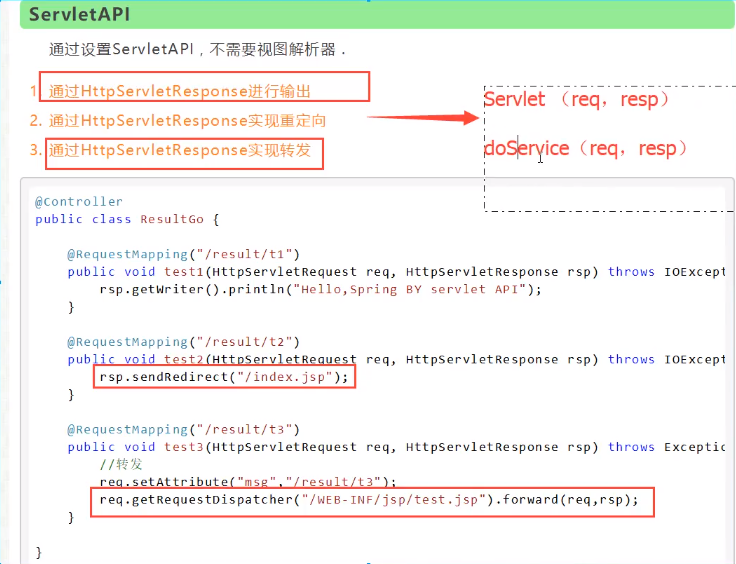 ServletAPI
通过设置ServletAPI，不需要视图解析器．
1. 通过HttpServletResponse进行输出
2. 通过HttpServletResponse实现重定向
3. 通过HttpServletResponse实现转发
Servlet （req，resp）
doService（req，resp）
@Controller
public class ResultGo {
@RequestMapping("/result/t1")
public void test1(HttpServletRequest req, HttpServletResponse rsp) throws IOExcept
rsp.getWriter().println("Hello,Spring BY servlet API");
}
@RequestMapping("/result/t2")
public void test2(HttpServletRequest req, HttpServletResponse rsp) throws IOExcept
rsp.sendRedirect("/index.jsp");
}
@RequestMapping("/result/t3")
public void test3(HttpServletRequest req, HttpServletResponse rsp) throws Exception
//转发
req.setAttribute("msg","/result/t3");
req.getRequestDispatcher("/WEB-INF/jsp/test.jsp").forward(req,rsp);
}
}